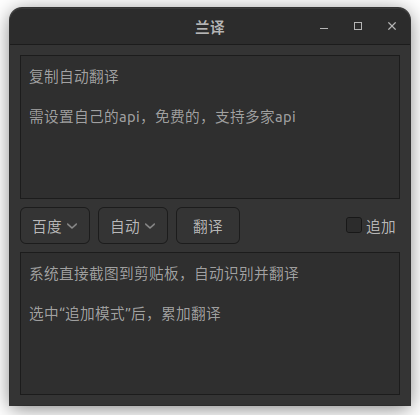 兰译
复制自动翻译
需设置自己的api，免费的，支持多家api
百度 自动 翻译 追加
系统直接截图到剪贴板，自动识别并翻译
选中“追加模式”后，累加翻译